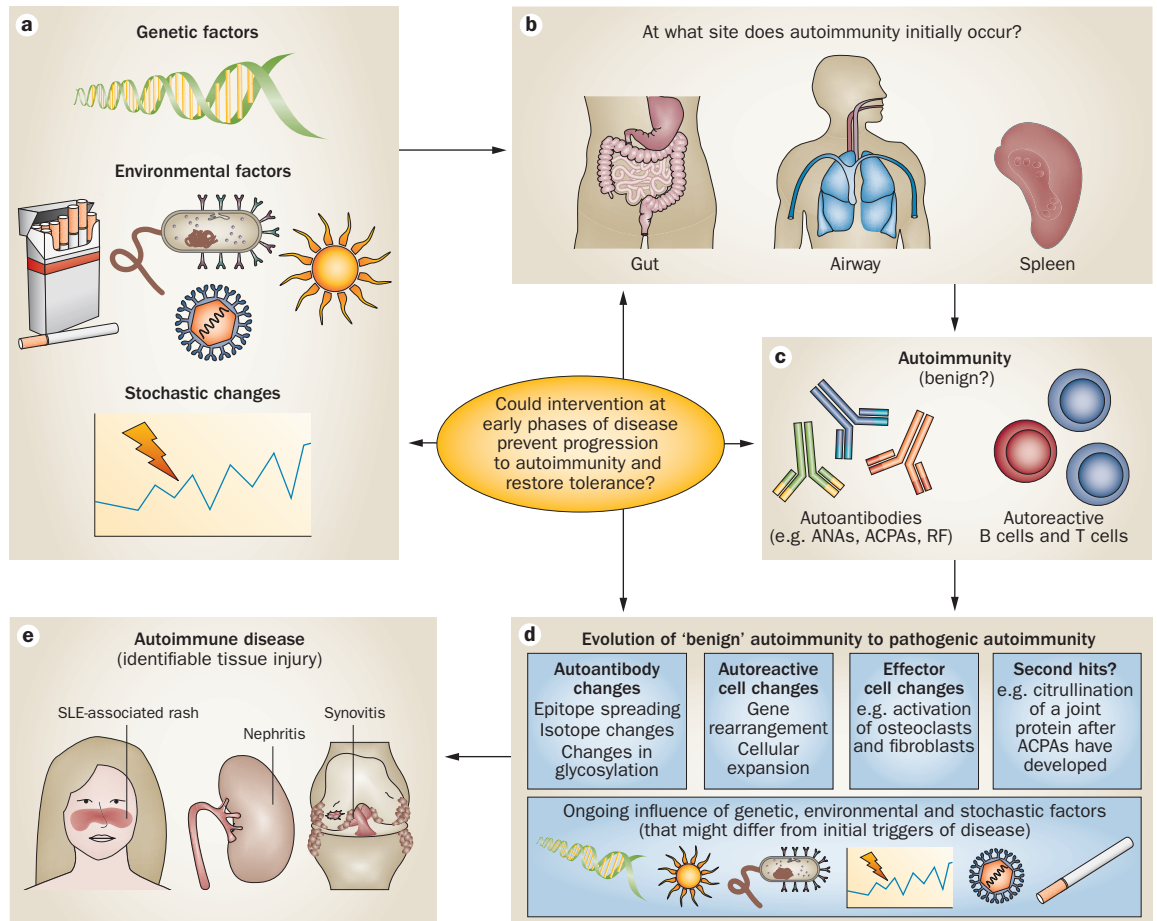 a
Genetic factors
Environmental factors
Stochastic changes
b
At what site does autoimmunity initially occur?
Gut
Airway
Spleen
Could intervention at
early phases of disease
prevent progression
to autoimmunity and
restore tolerance?
c
Autoimmunity
(benign?)
Autoantibodies
(e.g. ANAs, ACPAs, RF)
Autoreactive
B cells and T cells
d
Evolution of ‘benign’ autoimmunity to pathogenic autoimmunity
Autoantibody
changes
Epitope spreading
Isotope changes
Changes in
glycosylation
Autoreactive
cell changes
Gene
rearrangement
Cellular
expansion
Effector
cell changes
e.g. activation
of osteoclasts
and fibroblasts
Second hits?
e.g. citrullination
of a joint
protein after
ACPAs have
developed
Ongoing influence of genetic, environmental and stochastic factors
(that might differ from initial triggers of disease)
e
Autoimmune disease
(identifiable tissue injury)
SLE-associated rash
Nephritis
Synovitis